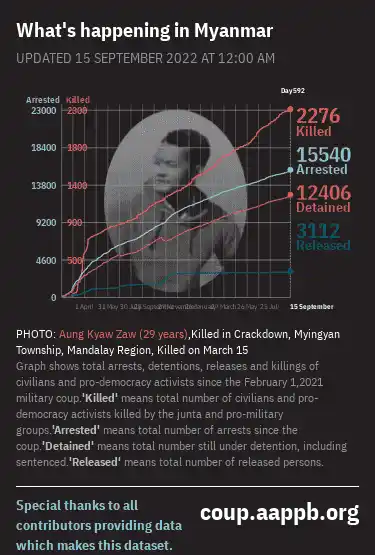 What's happening in Myanmar
UPDATED 15 SEPTEMBER 2022 AT 12:00 AM
Day592
Arrested Killed
23000 2300
18400 1800
13800 1400
9200 900
4600 500
0
2276
Killed
15540
Arrested
12406
Detained
3112
Released
1 April 31 May 30 July 15 September
PHOTO: Aung Kyaw Zaw (29 years),Killed in Crackdown, Myingyan
Township, Mandalay Region, Killed on March 15
Graph shows total arrests, detentions, releases and killings of
civilians and pro-democracy activists since the February 1,2021
military coup.'Killed' means total number of civilians and pro-
democracy activists killed by the junta and pro-military
groups.'Arrested' means total number of arrests since the
coup.'Detained' means total number still under detention, including
sentenced.'Released' means total number of released persons.
Special thanks to all
contributors providing data
which makes this dataset.
coup.aappb.org